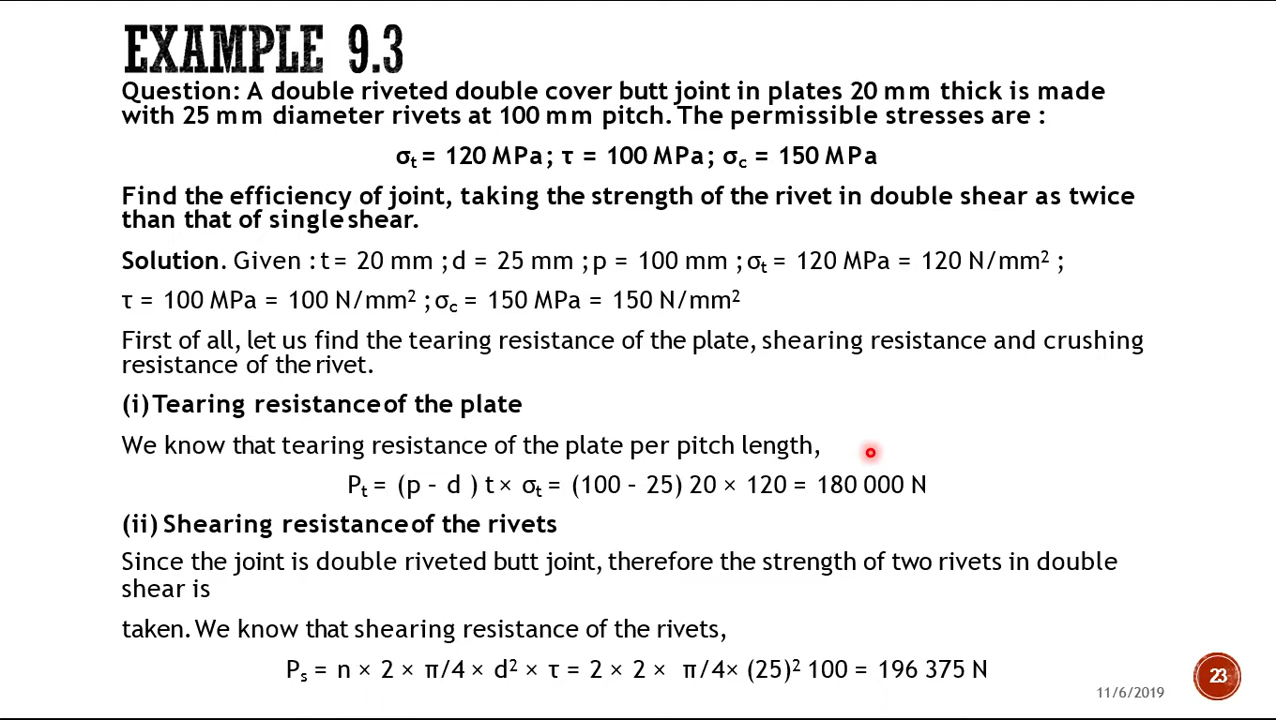 EXAMPLE 9.3
Question: A double riveted double cover butt joint in plates 20 mm thick is made
with 25 mm diameter rivets at 100 mm pitch. The permissible stresses are :
σt = 120 MPa; τ = 100 MPa; σc = 150 MPa
Find the efficiency of joint, taking the strength of the rivet in double shear as twice
than that of single shear.
Solution. Given : t = 20 mm ; d = 25 mm ; p = 100 mm ; σt = 120 MPa = 120 N/mm² ;
τ = 100 MPa = 100 N/mm² ; σc = 150 MPa = 150 N/mm²
First of all, let us find the tearing resistance of the plate, shearing resistance and crushing
resistance of the rivet.
(i) Tearing resistance of the plate
We know that tearing resistance of the plate per pitch length,
Pt = (p – d ) t × σt = (100 – 25) 20 × 120 = 180 000 N
(ii) Shearing resistance of the rivets
Since the joint is double riveted butt joint, therefore the strength of two rivets in double
shear is
taken. We know that shearing resistance of the rivets,
Ps = n × 2 × π/4 × d² × τ = 2 × 2 × π/4× (25)² 100 = 196 375 N
11/6/2019
23